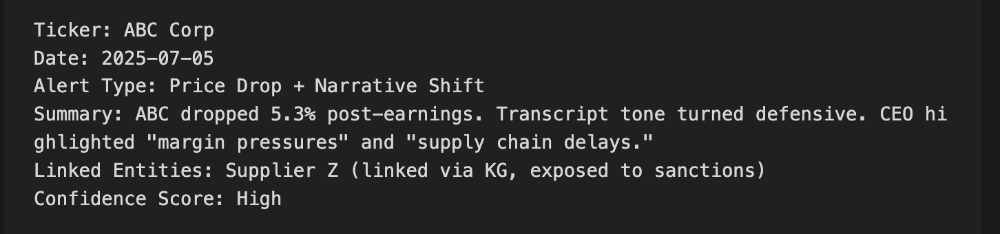 Ticker: ABC Corp
Date: 2025-07-05
Alert Type: Price Drop + Narrative Shift
Summary: ABC dropped 5.3% post-earnings. Transcript tone turned defensive. CEO hi
ghlighted "margin pressures" and "supply chain delays."
Linked Entities: Supplier Z (linked via KG, exposed to sanctions)
Confidence Score: High